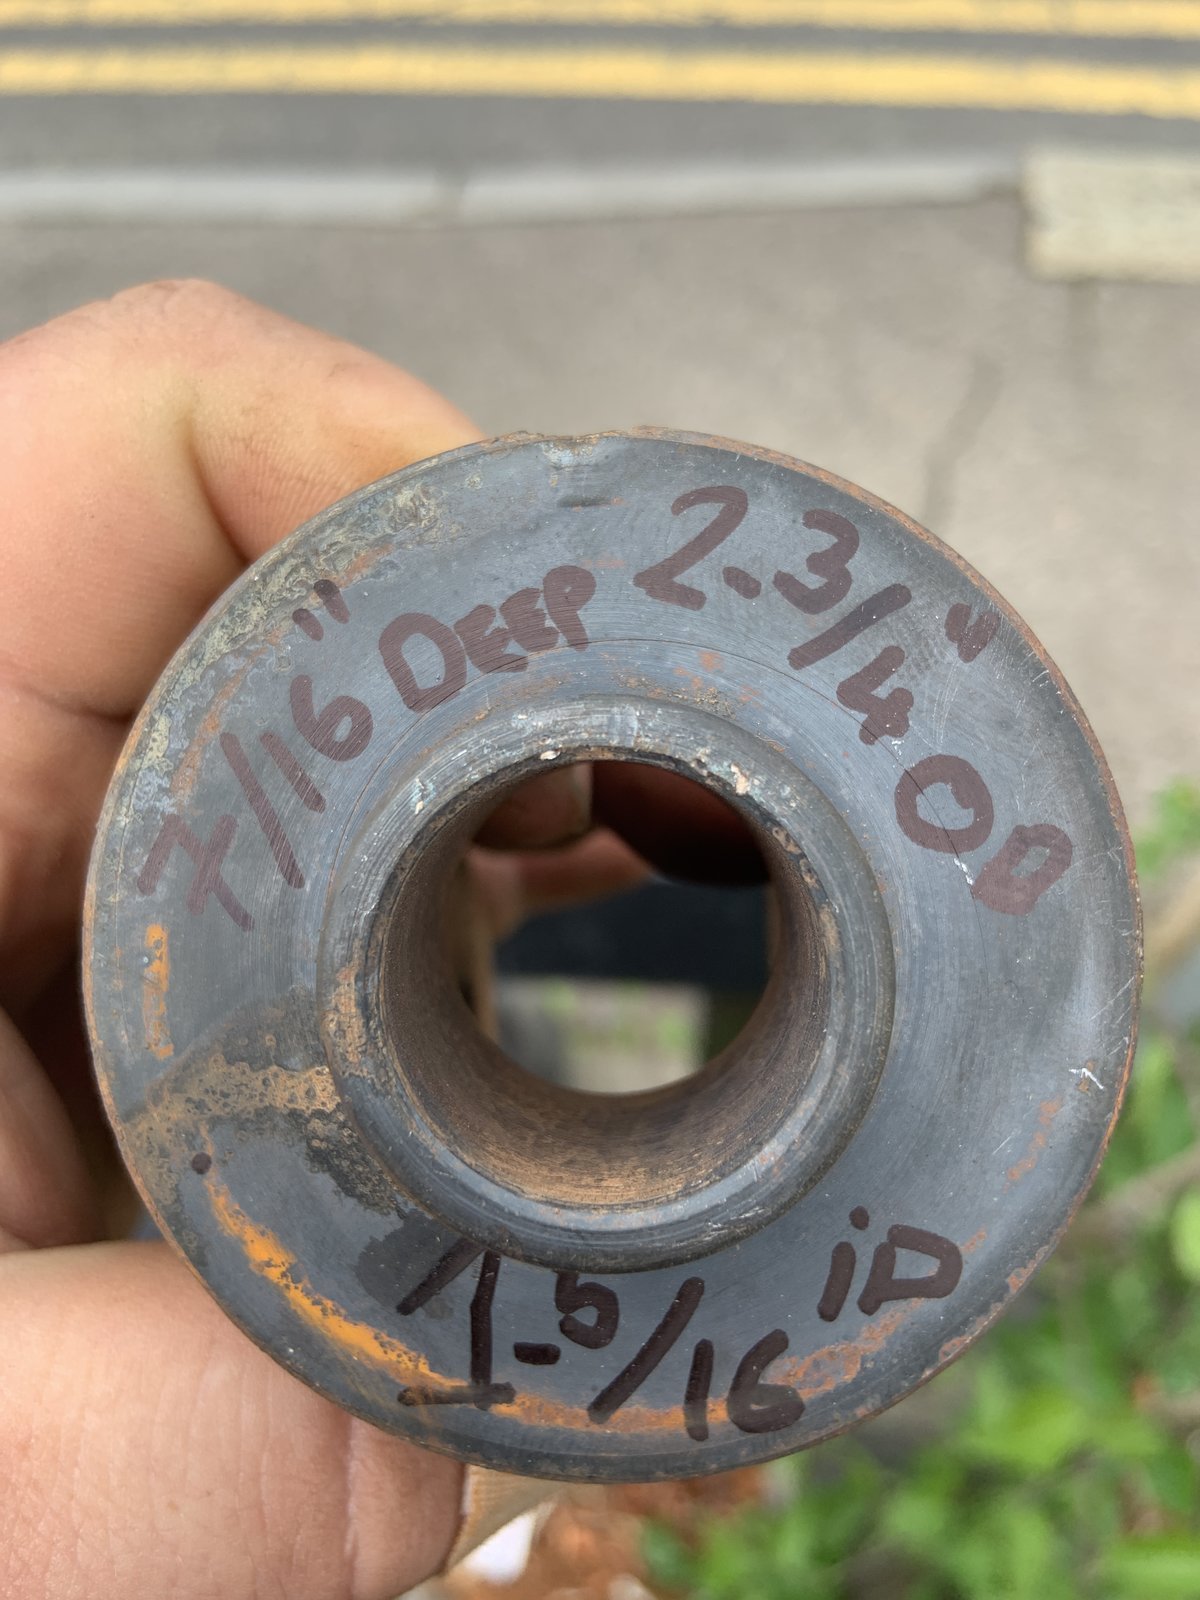 7/16" DEEP
2-3/4" OD
1-5/16 iD